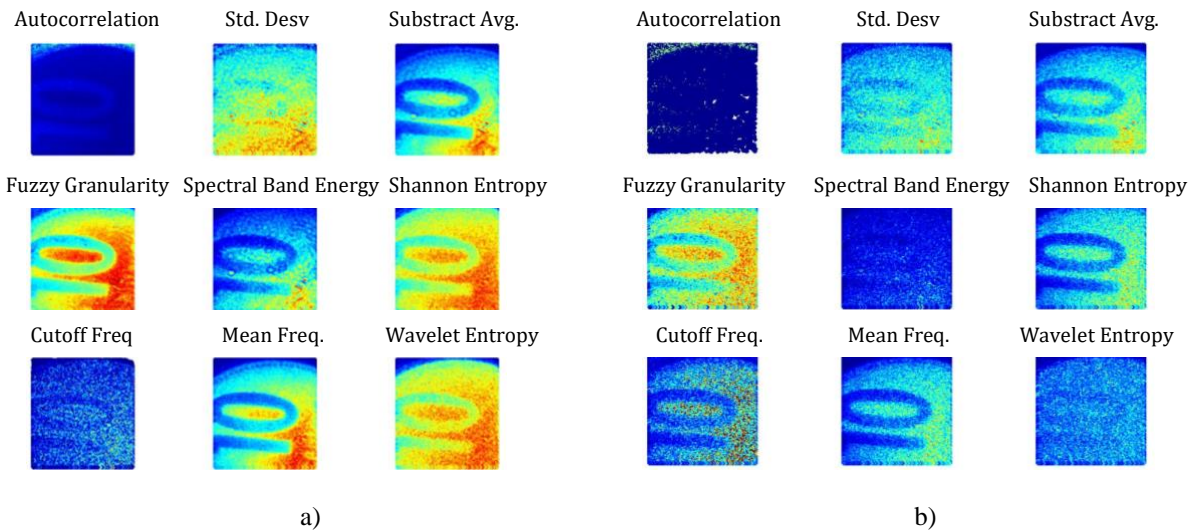 Autocorrelation Std. Desv Substract Avg. Autocorrelation Std. Desv Substract Avg.
Fuzzy Granularity Spectral Band Energy Shannon Entropy Fuzzy Granularity Spectral Band Energy Shannon Entropy
Cutoff Freq Mean Freq. Wavelet Entropy Cutoff Freq. Mean Freq. Wavelet Entropy
a) b)